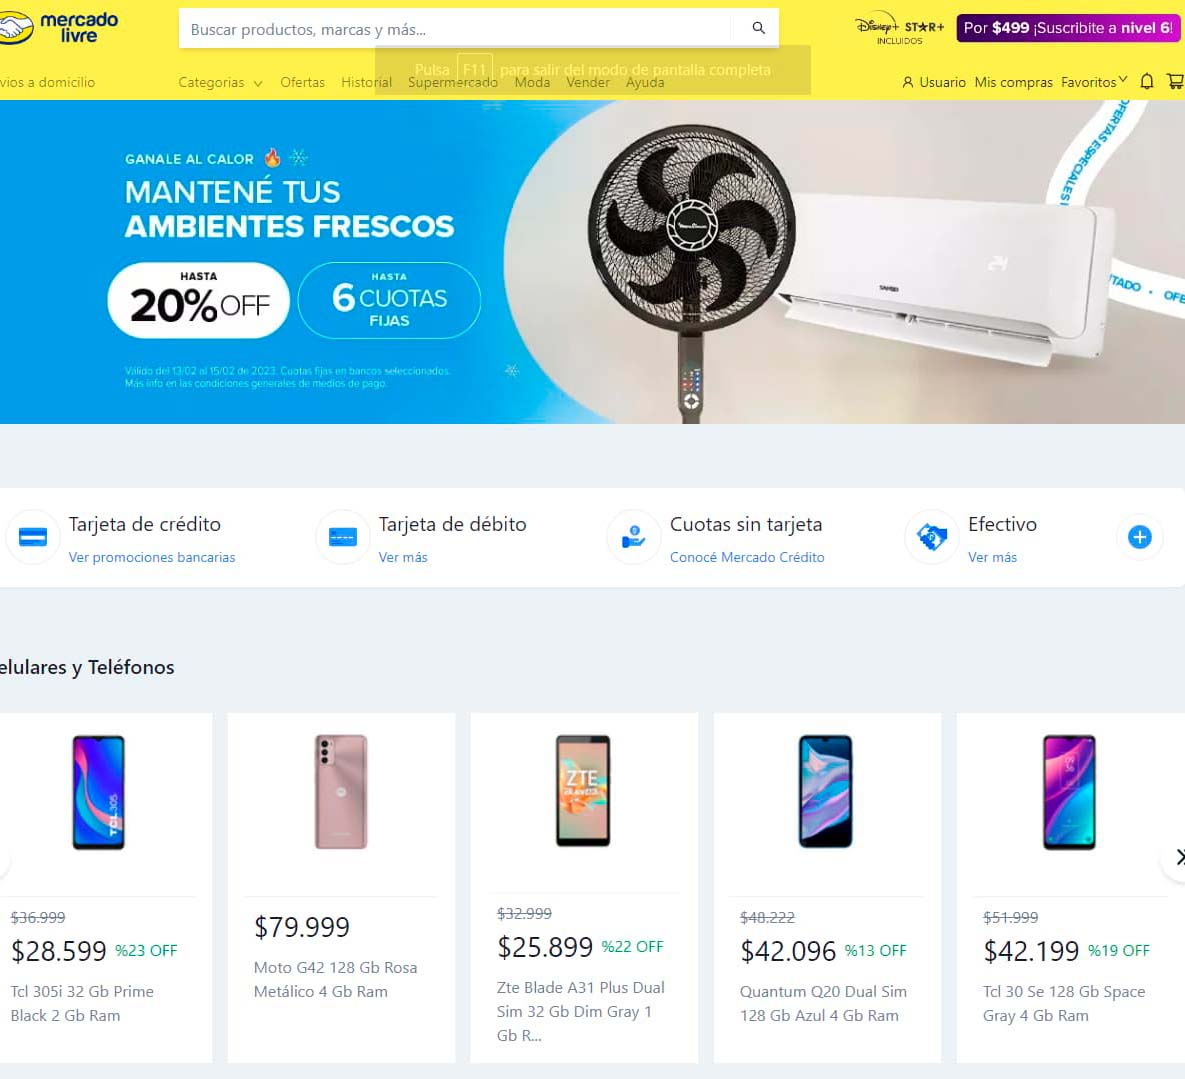 mercado
livre
Buscar productos, marcas y más...
Disney+ STAR+
INCLUIDOS
Por $499 ¡Suscribite a nivel 6!
Pulsa F11 para salir del modo de pantalla completa
víos a domicilio
Categorias Ofertas Historial Supermercado Moda Vender Ayuda
Usuario Mis compras Favoritos
GANALE AL CALOR
MANTENÉ TUS
AMBIENTES FRESCOS
HASTA
20% OFF
HASTA
6 CUOTAS
FIJAS
Válido del 13/02 al 15/02 de 2023. Cuotas fijas en bancos seleccionados.
Más info en las condiciones generales de medios de pago.
OFERTAS ESPECIALES
TADO • OFE
24
Tarjeta de crédito
Ver promociones bancarias
Tarjeta de débito
Ver más
Cuotas sin tarjeta
Conocé Mercado Crédito
Efectivo
Ver más
elulares y Teléfonos
TCL 305
$36.999
$28.599 %23 OFF
Tcl 305i 32 Gb Prime
Black 2 Gb Ram
$79.999
Moto G42 128 Gb Rosa
Metálico 4 Gb Ram
ZTE
$32.999
$25.899 %22 OFF
Zte Blade A31 Plus Dual
Sim 32 Gb Dim Gray 1
Gb R...
$48.222
$42.096 %13 OFF
Quantum Q20 Dual Sim
128 Gb Azul 4 Gb Ram
$51.999
$42.199 %19 OFF
Tcl 30 Se 128 Gb Space
Gray 4 Gb Ram